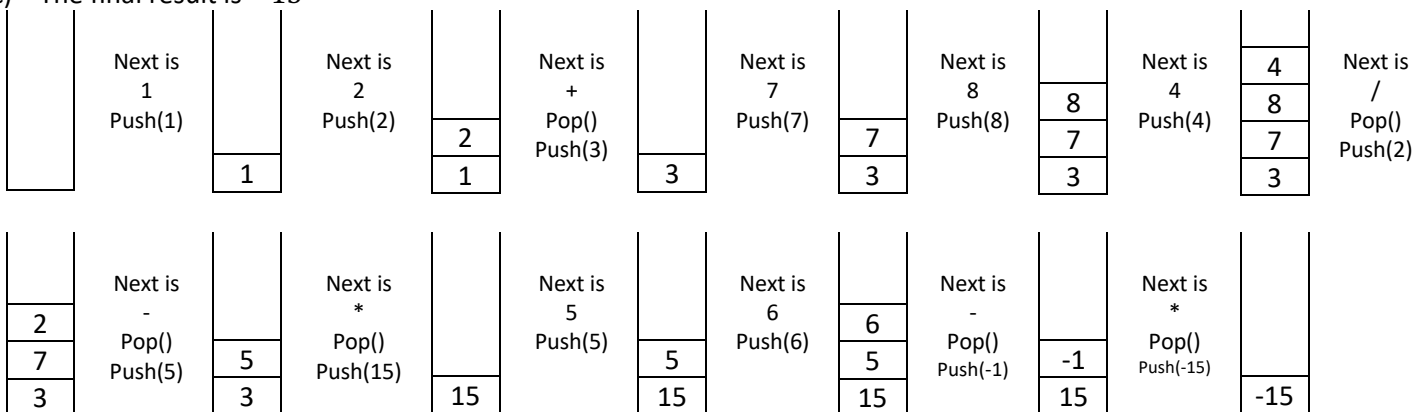 The final result is −15
Next is
1
Push(1)
1
Next is
2
Push(2)
2
1
Next is
+
Pop()
Push(3)
3
Next is
7
Push(7)
7
3
Next is
8
Push(8)
8
7
3
Next is
4
Push(4)
4
8
7
3
Next is
/
Pop()
Push(2)
2
7
3
Next is
-
Pop()
Push(5)
5
3
Next is
*
Pop()
Push(15)
15
Next is
5
Push(5)
5
15
Next is
6
Push(6)
6
5
15
Next is
-
Pop()
Push(-1)
-1
15
Next is
*
Pop()
Push(-15)
-15